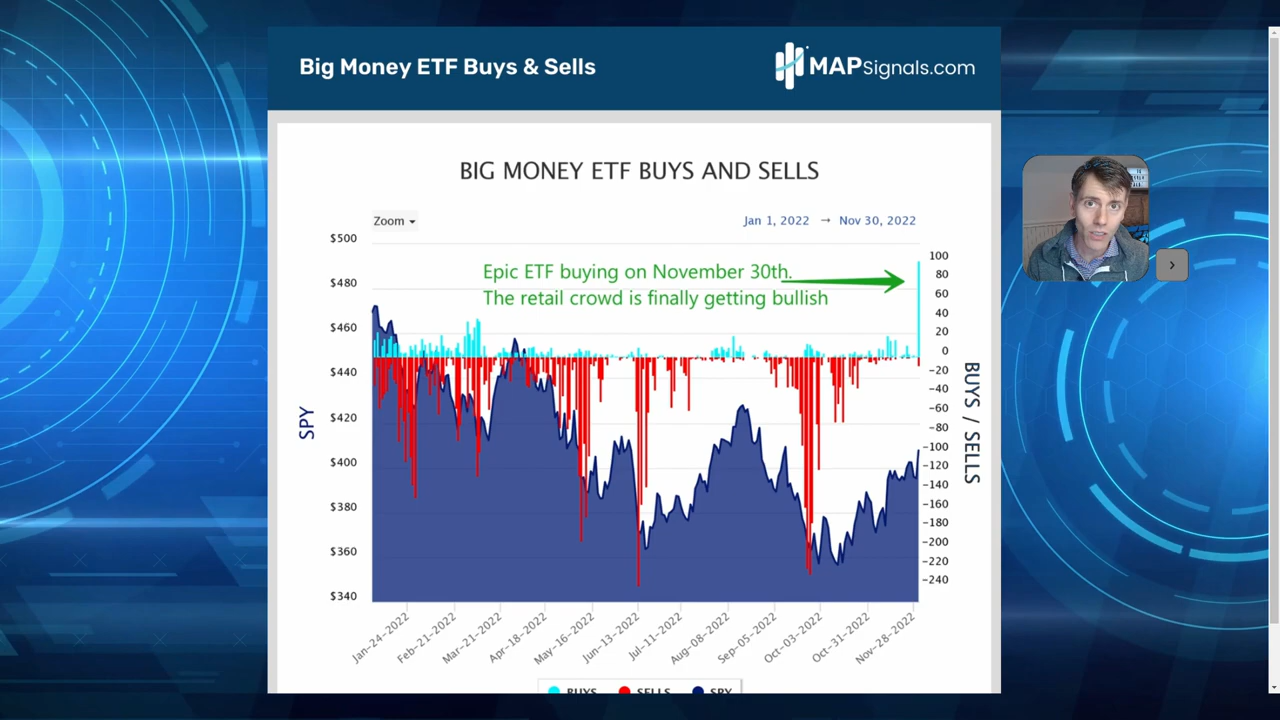 Big Money ETF Buys & Sells
MAPSignals.com
BIG MONEY ETF BUYS AND SELLS
Zoom
Jan 1, 2022 → Nov 30, 2022
Epic ETF buying on November 30th.
The retail crowd is finally getting bullish
$500
$480
$460
$440
$420
$400
$380
$360
$340
SPY
100
80
60
40
20
0
-20
-40
-60
-80
-100
-120
-140
-160
-180
-200
-220
-240
BUYS / SELLS
Jan-24-2022
Feb-21-2022
Mar-21-2022
Apr-18-2022
May-16-2022
Jun-13-2022
Jul-11-2022
Aug-08-2022
Sep-05-2022
Oct-03-2022
Oct-31-2022
Nov-28-2022
BUYS SELLS SPY